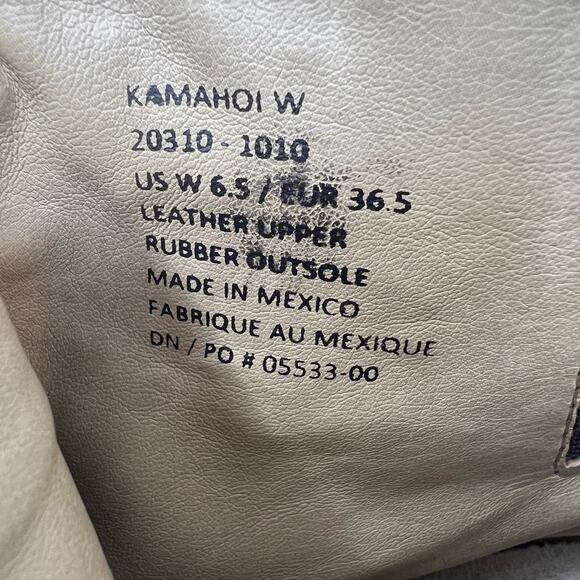 KAMAHOI W
20310 - 1010
US W 6.5 / EUR 36.5
LEATHER UPPER
RUBBER OUTSOLE
MADE IN MEXICO
FABRIQUE AU MEXIQUE
DN / PO # 05533-00